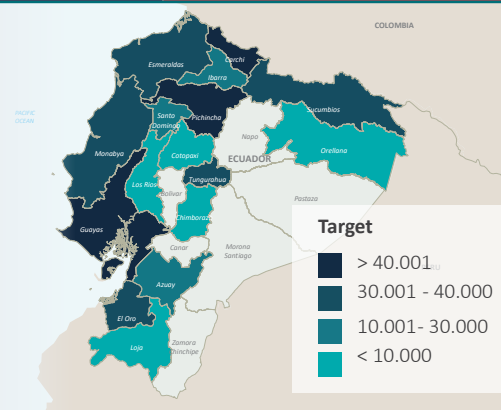 COLOMBIA
Carchi
Esmeraldas
Ibarra
Sucumbios
PACIFIC
OCEAN
Santo
Domingo
Pichincha
Napo
Orellana
Manabya
Cotopaxi
ECUADOR
Tungurahua
Los Rios
Bolivar
Pastaza
Chimborazo
Guayas
Canar
Morona
Santiago
Azuay
El Oro
Loja
Zamora
Chinchipe
Target
> 40.001
30.001 - 40.000
10.001- 30.000
< 10.000